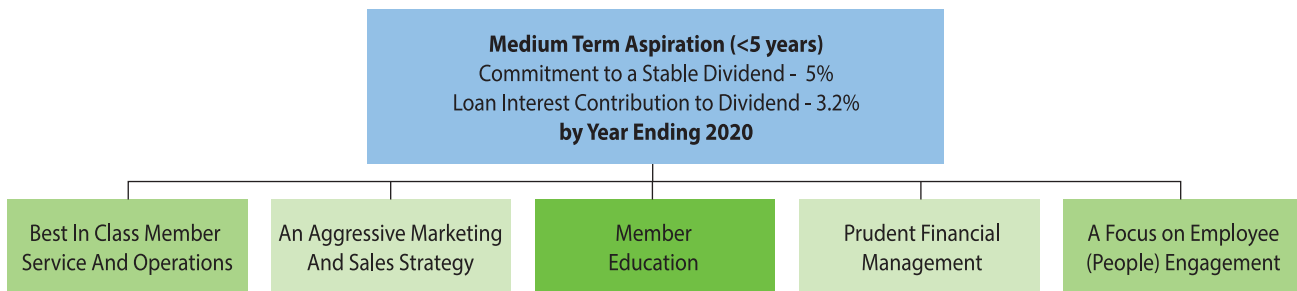 Medium Term Aspiration (<5 years)
Commitment to a Stable Dividend - 5%
Loan Interest Contribution to Dividend - 3.2%
by Year Ending 2020
Best In Class Member
Service And Operations
An Aggressive Marketing
And Sales Strategy
Member
Education
Prudent Financial
Management
A Focus on Employee
(People) Engagement